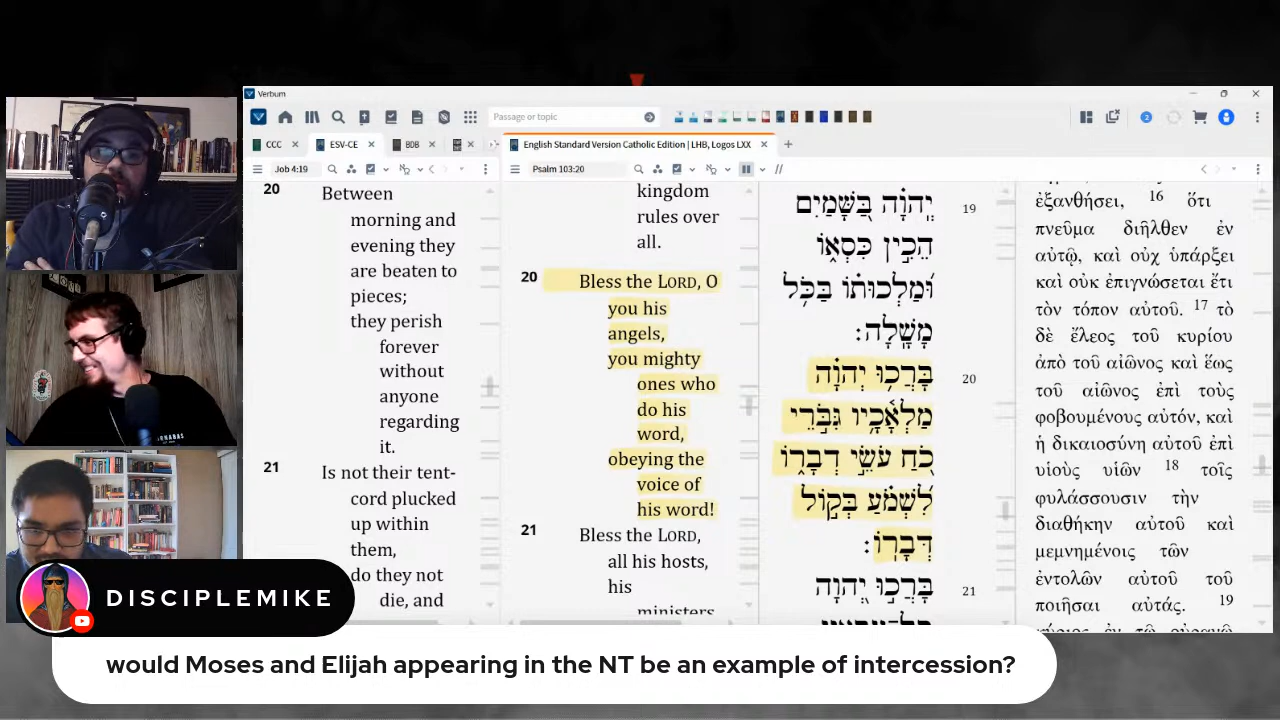 Verbum
Passage or topic
CCC
ESV-CE
BDB
English Standard Version Catholic Edition | LHB, Logos LXX
Job 4:19
Psalm 103:20
20 Between
morning and
evening they
are beaten to
pieces;
they perish
forever
without
anyone
regarding
it.
21 Is not their tent-
cord plucked
up within
them,
do they not
die, and
kingdom
rules over
all.
20 Bless the LORD, O
you his
angels,
you mighty
ones who
do his
word,
obeying the
voice of
his word!
21 Bless the LORD,
all his hosts,
his
ministers
19 יְֽהוָ֗ה בַּ֭שָּׁמַיִם
הֵכִ֣ין כִּסְא֑וֹ
וּ֝מַלְכוּת֗וֹ בַּכֹּ֥ל
מָשָֽׁלָה׃
20 בָּרֲכ֥וּ יְהוָ֗ה
מַלְאָ֫כָ֥יו גִּבֹּ֣רֵי
כֹ֭חַ עֹשֵׂ֣י דְבָר֑וֹ
לִ֝שְׁמֹ֗עַ בְּק֣וֹל
דְּבָרֽוֹ׃
21 בָּרֲכ֣וּ יְ֭הוָה
ἐξανθήσει, 16 ὅτι
πνεῦμα διῆλθεν ἐν
αὐτῷ, καὶ οὐχ ὑπάρξει
καὶ οὐκ ἐπιγνώσεται ἔτι
τὸν τόπον αὐτοῦ. 17 τὸ
δὲ ἔλεος τοῦ κυρίου
ἀπὸ τοῦ αἰῶνος καὶ ἕως
τοῦ αἰῶνος ἐπὶ τοὺς
φοβουμένους αὐτόν, καὶ
ἡ δικαιοσύνη αὐτοῦ ἐπὶ
υἱοὺς υἱῶν 18 τοῖς
φυλάσσουσιν τὴν
διαθήκην αὐτοῦ καὶ
μεμνημένοις τῶν
ἐντολῶν αὐτοῦ τοῦ
ποιῆσαι αὐτάς. 19
DISCIPLEMIKE
would Moses and Elijah appearing in the NT be an example of intercession?